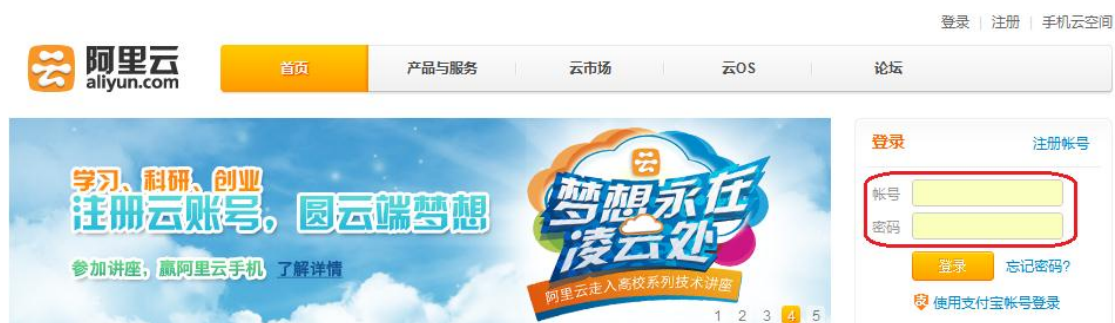 登录 | 注册 | 手机云空间
阿里云
aliyun.com
首页 产品与服务 云市场 云OS 论坛
学习、科研、创业
注册云账号，圆云端梦想
参加讲座，赢阿里云手机 了解详情
梦想永在
凌云处
阿里云走入高校系列技术讲座
1 2 3 4 5
登录 注册帐号
帐号
密码
登录 忘记密码?
支 使用支付宝帐号登录